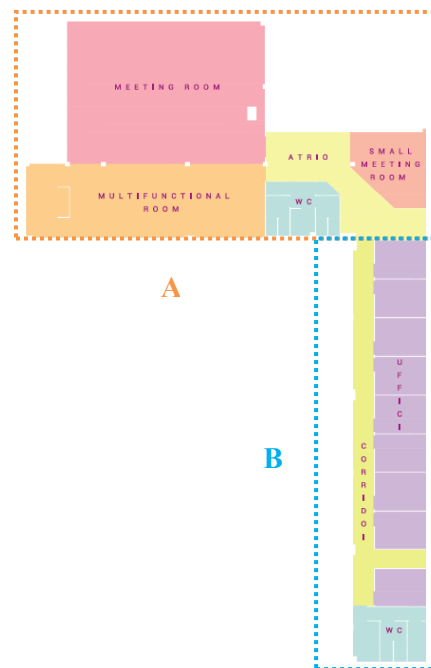 MEETING ROOM
ATRIO
SMALL
MEETING
ROOM
MULTIFUNCTIONAL
ROOM
WC
A
UFFICI
B
CORRIDOI
WC